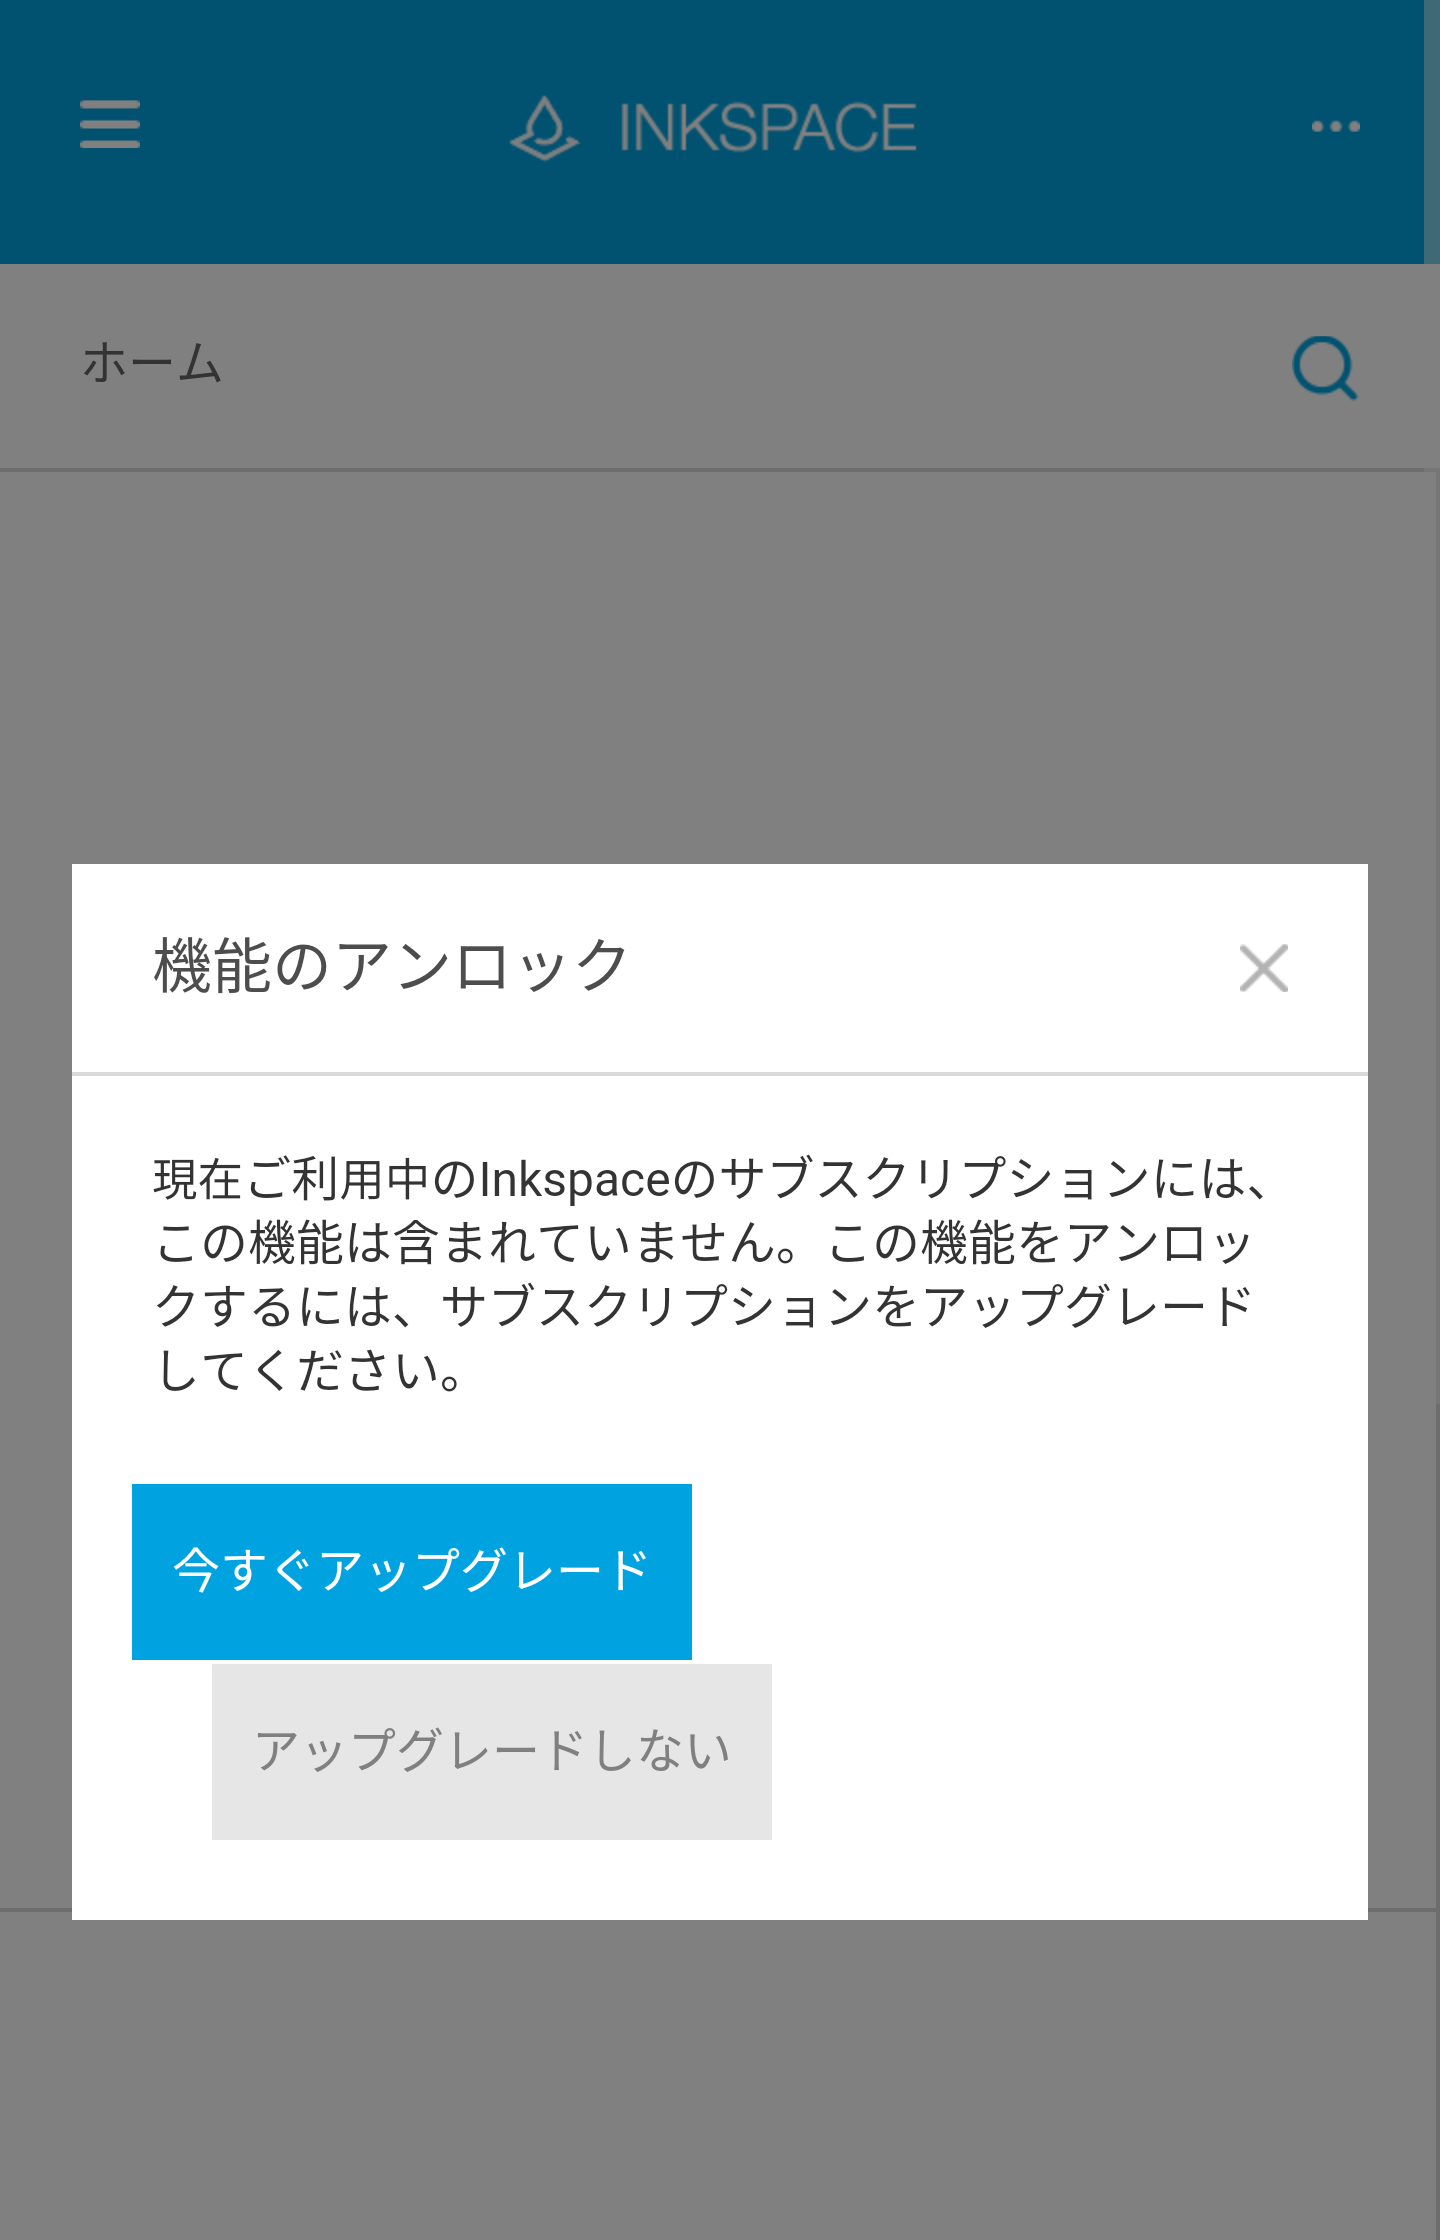 INKSPACE
ホーム
機能のアンロック
現在ご利用中のInkspaceのサブスクリプションには、
この機能は含まれていません。この機能をアンロッ
クするには、サブスクリプションをアップグレード
してください。
今すぐアップグレード
アップグレードしない